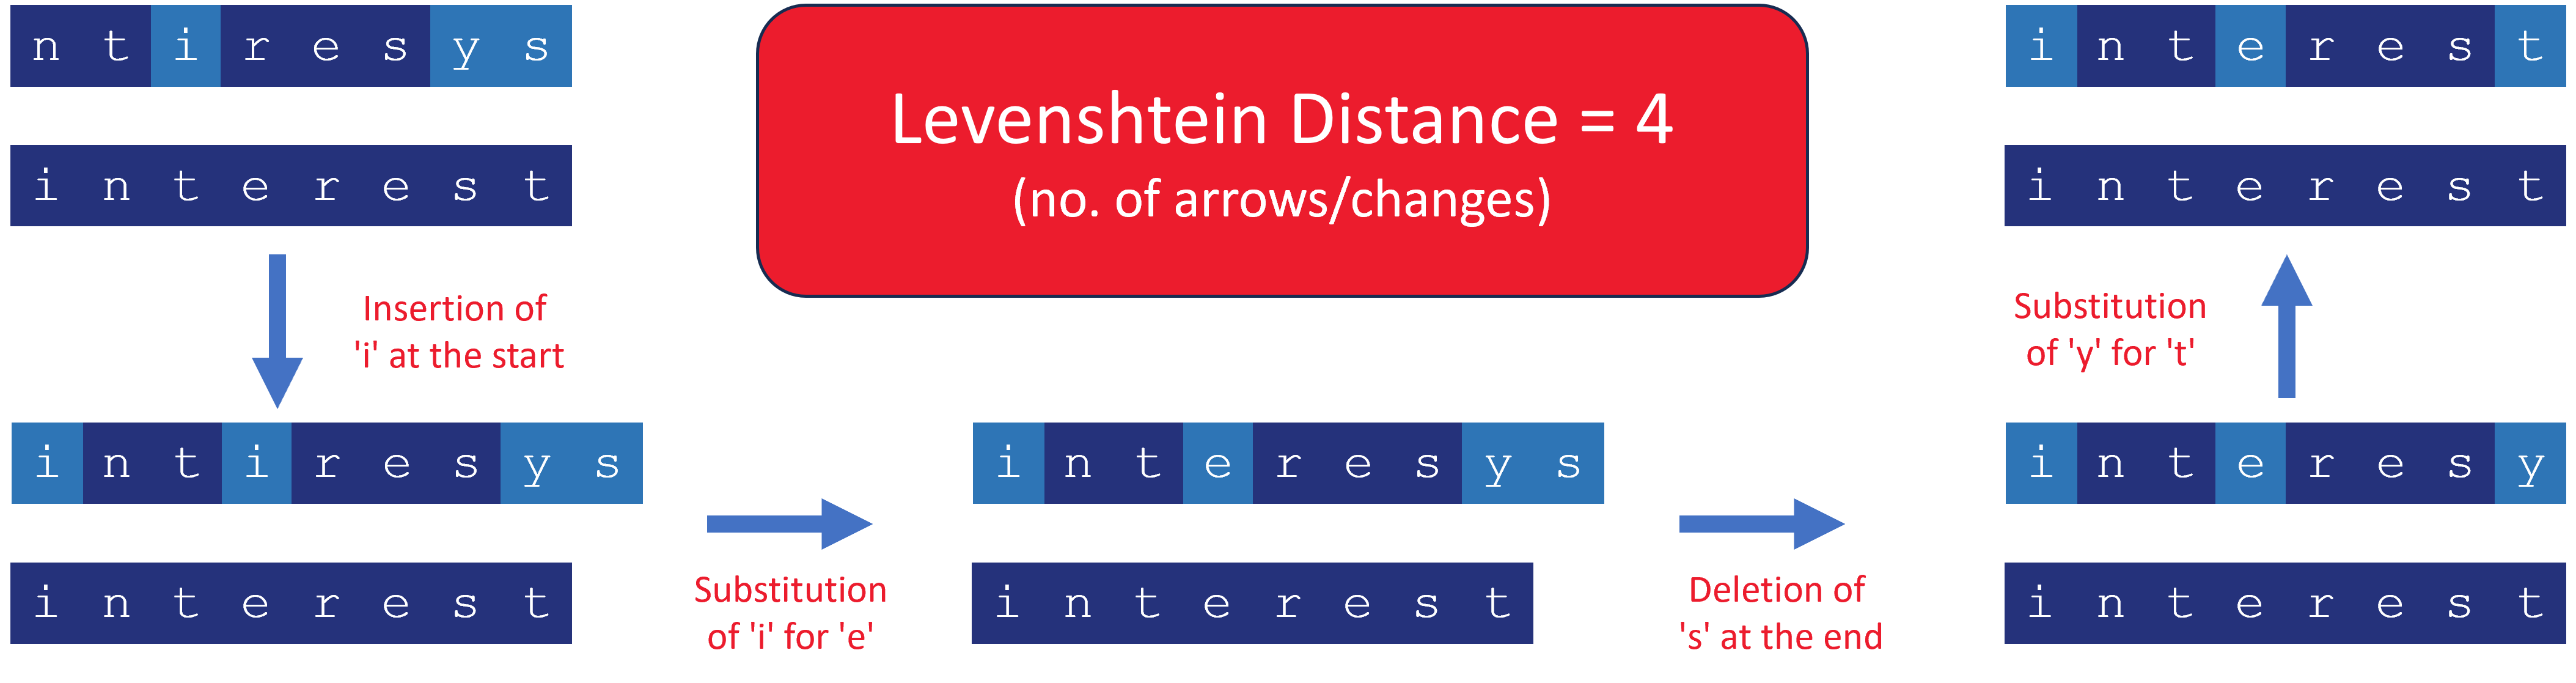 n t i r e s y s
i n t e r e s t
Insertion of
'i' at the start
i n t i r e s y s
i n t e r e s t
Substitution
of 'i' for 'e'
i n t e r e s y s
i n t e r e s t
Deletion of
's' at the end
i n t e r e s y
i n t e r e s t
Substitution
of 'y' for 't'
i n t e r e s t
i n t e r e s t
Levenshtein Distance = 4
(no. of arrows/changes)